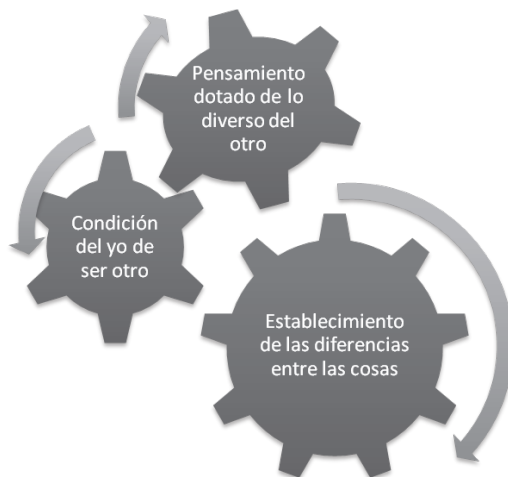 Pensamiento
dotado de lo
diverso del
otro
Condición
del yo de
ser otro
Establecimiento
de las diferencias
entre las cosas